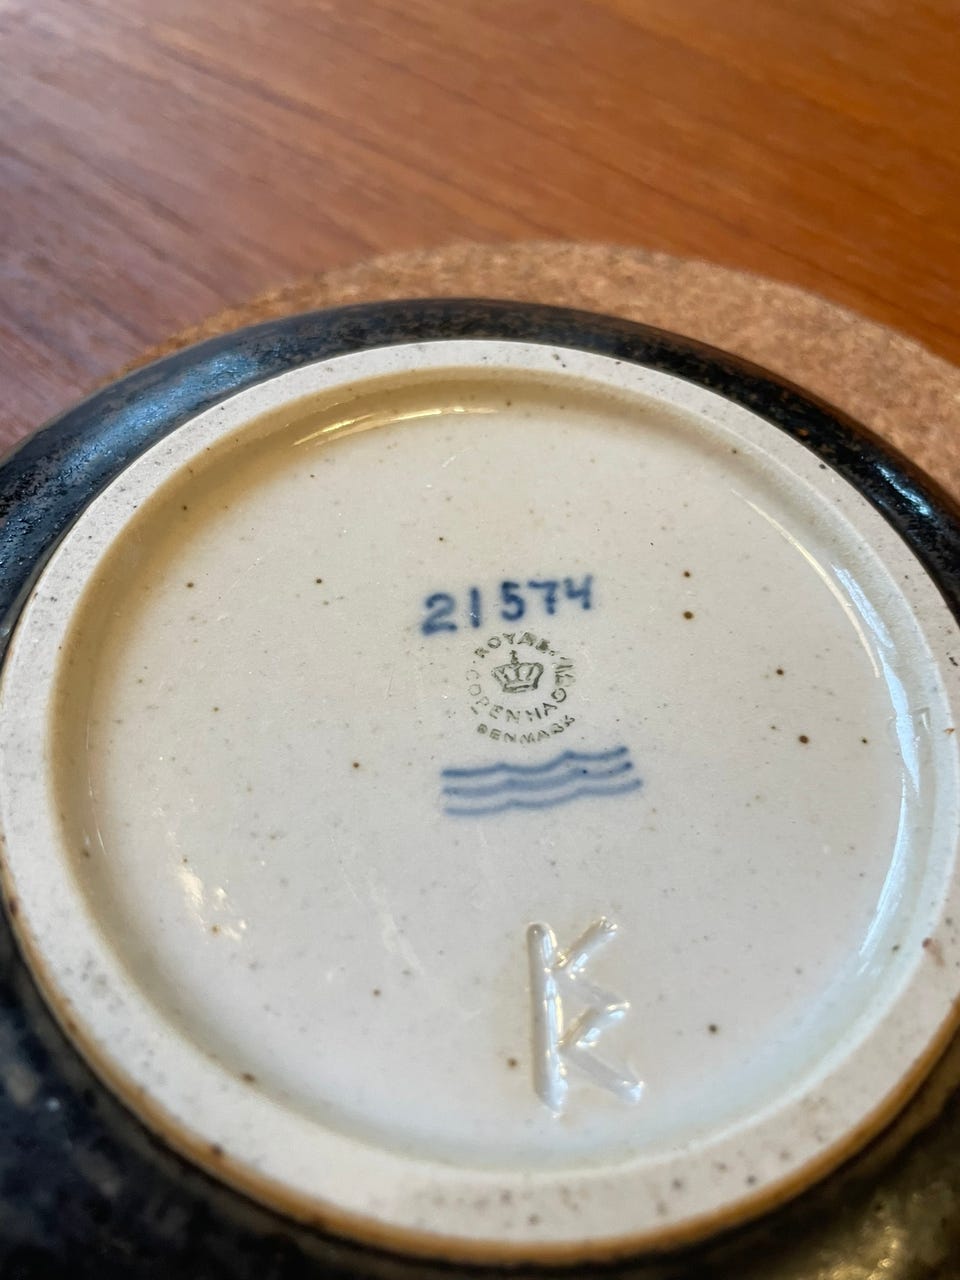 21574
ROYAL
COPENHAGEN
DENMARK
K